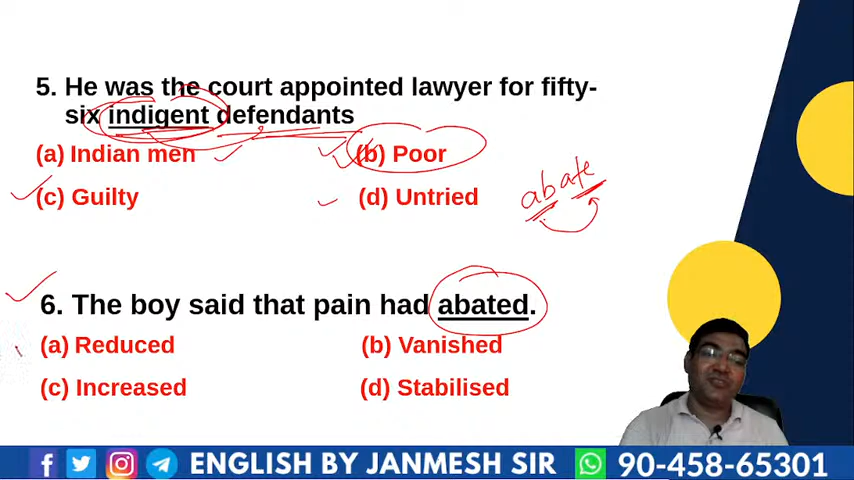 5. He was the court appointed lawyer for fifty-
six indigent defendants
(a) Indian men (b) Poor
(c) Guilty (d) Untried
abate
6. The boy said that pain had abated.
(a) Reduced (b) Vanished
(c) Increased (d) Stabilised
ENGLISH BY JANMESH SIR 90-458-65301